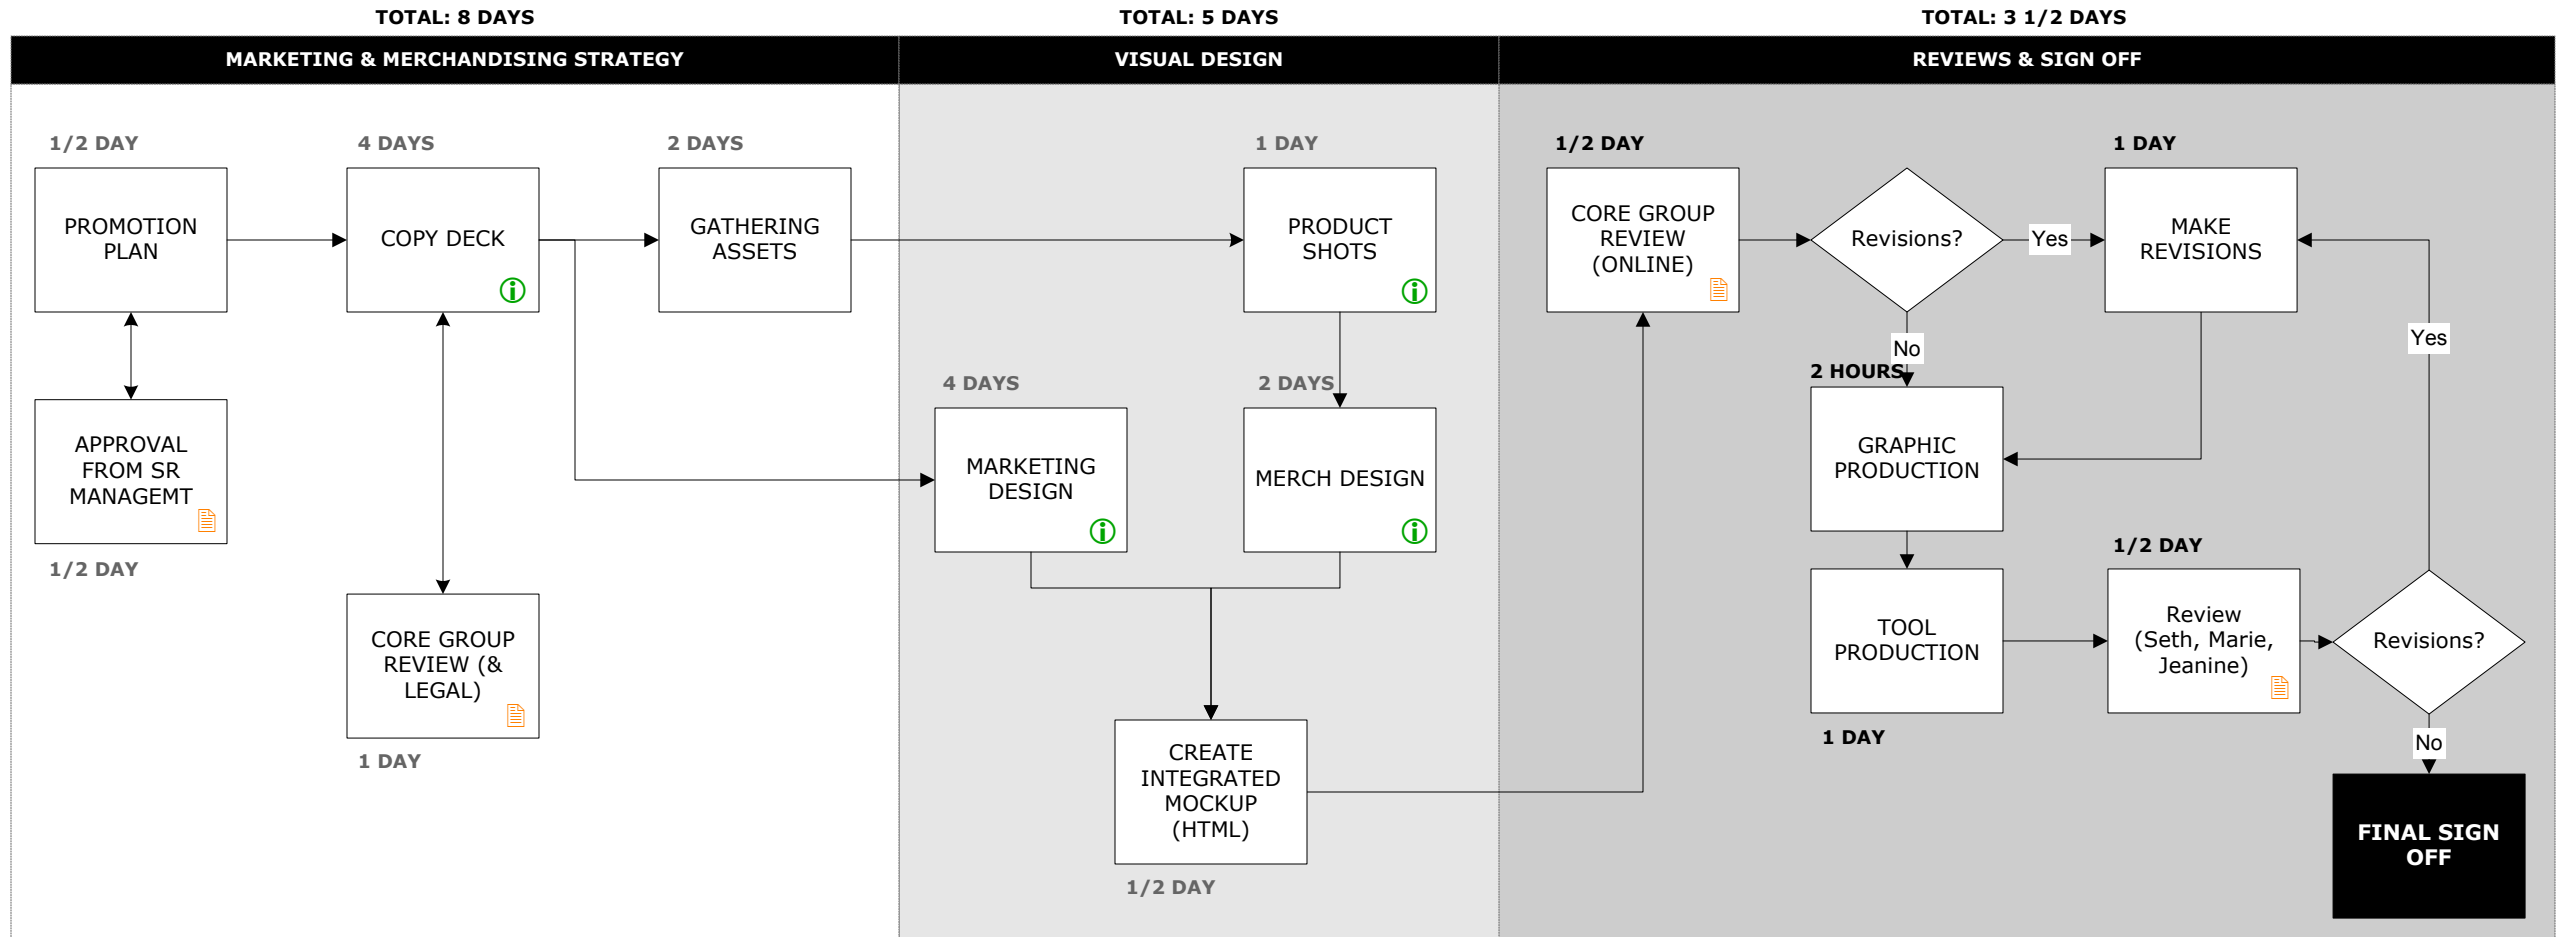 TOTAL: 8 DAYS
TOTAL: 5 DAYS
TOTAL: 3 1/2 DAYS
MARKETING & MERCHANDISING STRATEGY
VISUAL DESIGN
REVIEWS & SIGN OFF
1/2 DAY
PROMOTION
PLAN
APPROVAL
FROM SR
MANAGEMT
1/2 DAY
4 DAYS
COPY DECK
CORE GROUP
REVIEW (&
LEGAL)
1 DAY
2 DAYS
GATHERING
ASSETS
1 DAY
PRODUCT
SHOTS
4 DAYS
MARKETING
DESIGN
2 DAYS
MERCH DESIGN
CREATE
INTEGRATED
MOCKUP
(HTML)
1/2 DAY
1/2 DAY
CORE GROUP
REVIEW
(ONLINE)
Revisions?
Yes
1 DAY
MAKE
REVISIONS
No
2 HOURS
GRAPHIC
PRODUCTION
TOOL
PRODUCTION
1 DAY
1/2 DAY
Review
(Seth, Marie,
Jeanine)
Revisions?
Yes
No
FINAL SIGN
OFF